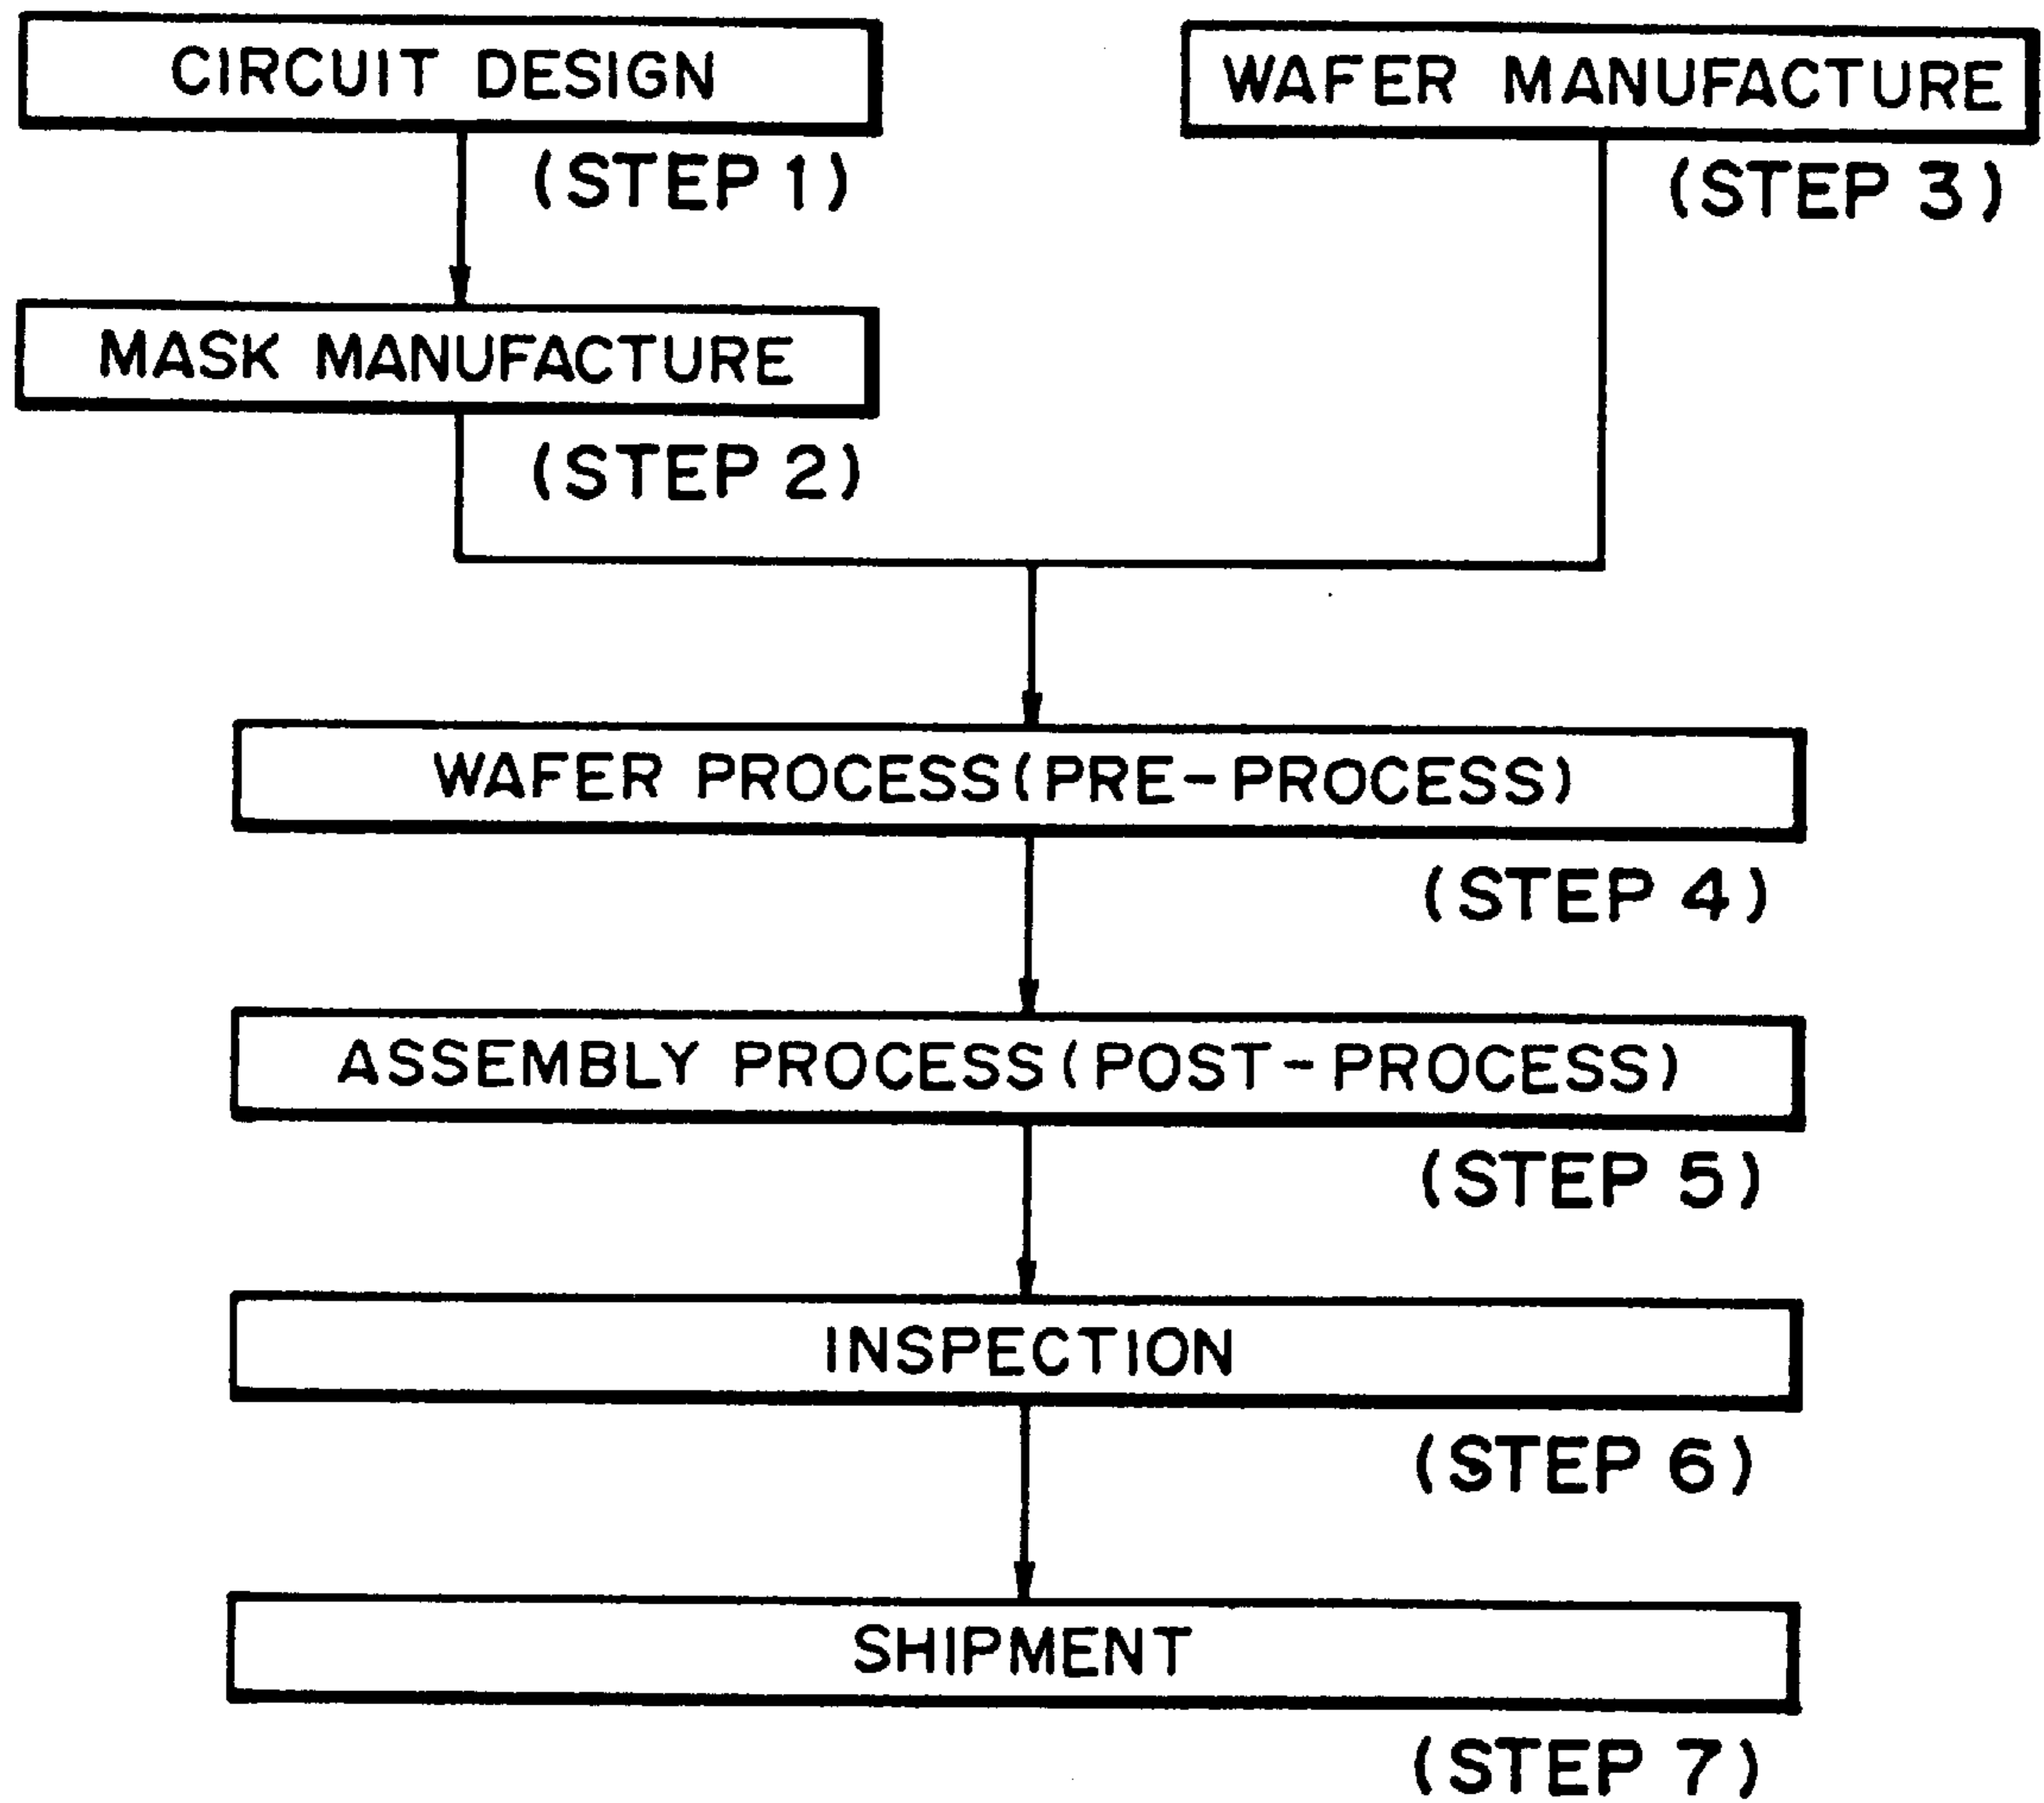 CIRCUIT DESIGN
(STEP 1)
WAFER MANUFACTURE
(STEP 3)
MASK MANUFACTURE
(STEP 2)
WAFER PROCESS(PRE-PROCESS)
(STEP 4)
ASSEMBLY PROCESS(POST-PROCESS)
(STEP 5)
INSPECTION
(STEP 6)
SHIPMENT
(STEP 7)